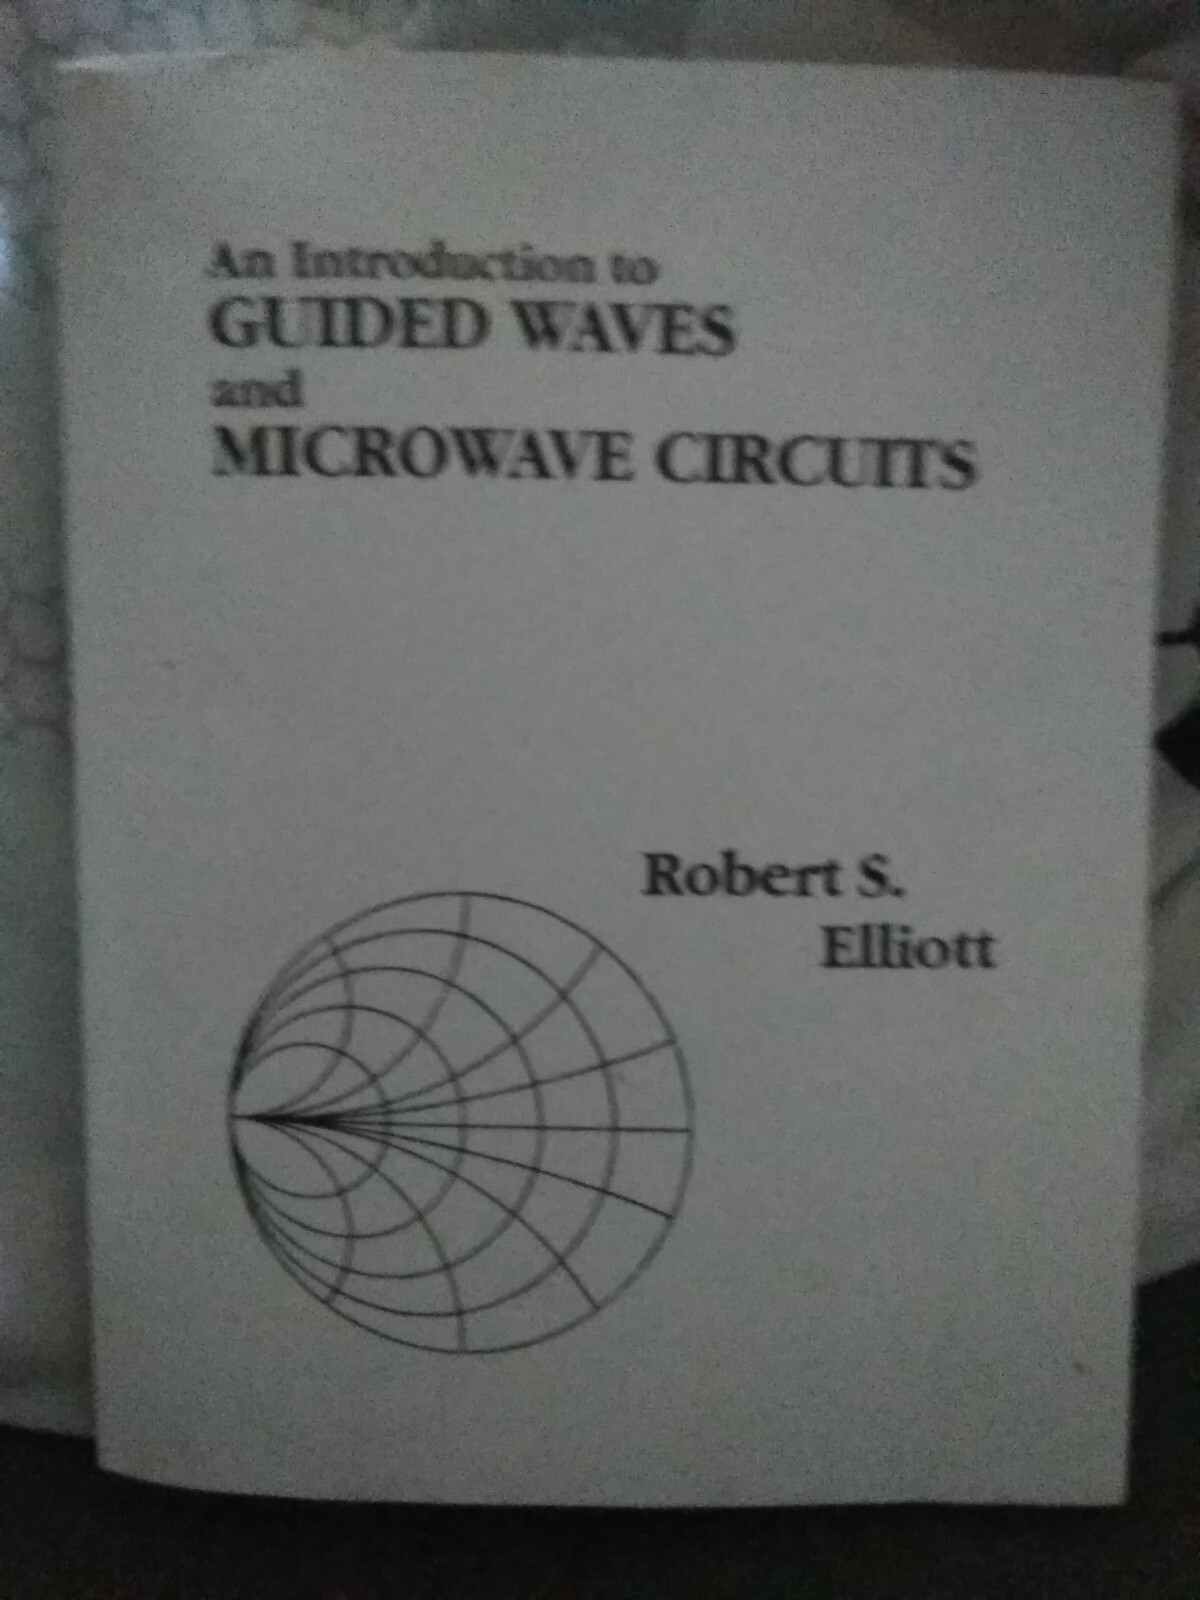 An Introduction to
GUIDED WAVES
and
MICROWAVE CIRCUITS
Robert S.
Elliott